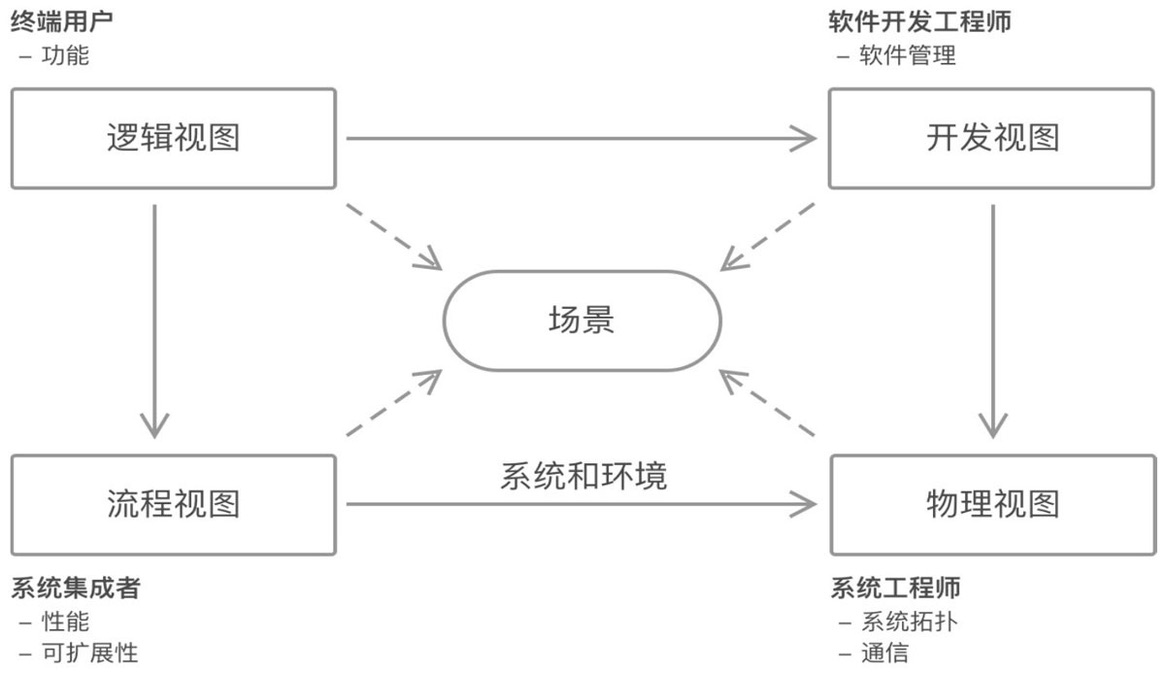 终端用户
– 功能
软件开发工程师
– 软件管理
逻辑视图
开发视图
场景
系统和环境
流程视图
物理视图
系统集成者
– 性能
– 可扩展性
系统工程师
– 系统拓扑
– 通信